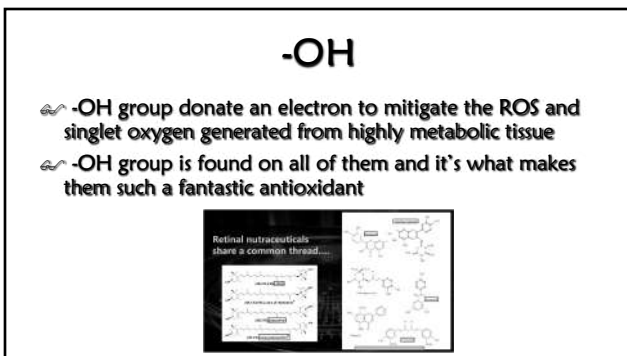 -OH
-OH group donate an electron to mitigate the ROS and
singlet oxygen generated from highly metabolic tissue
-OH group is found on all of them and it's what makes
them such a fantastic antioxidant
Retinal nutraceuticals
share a common thread....